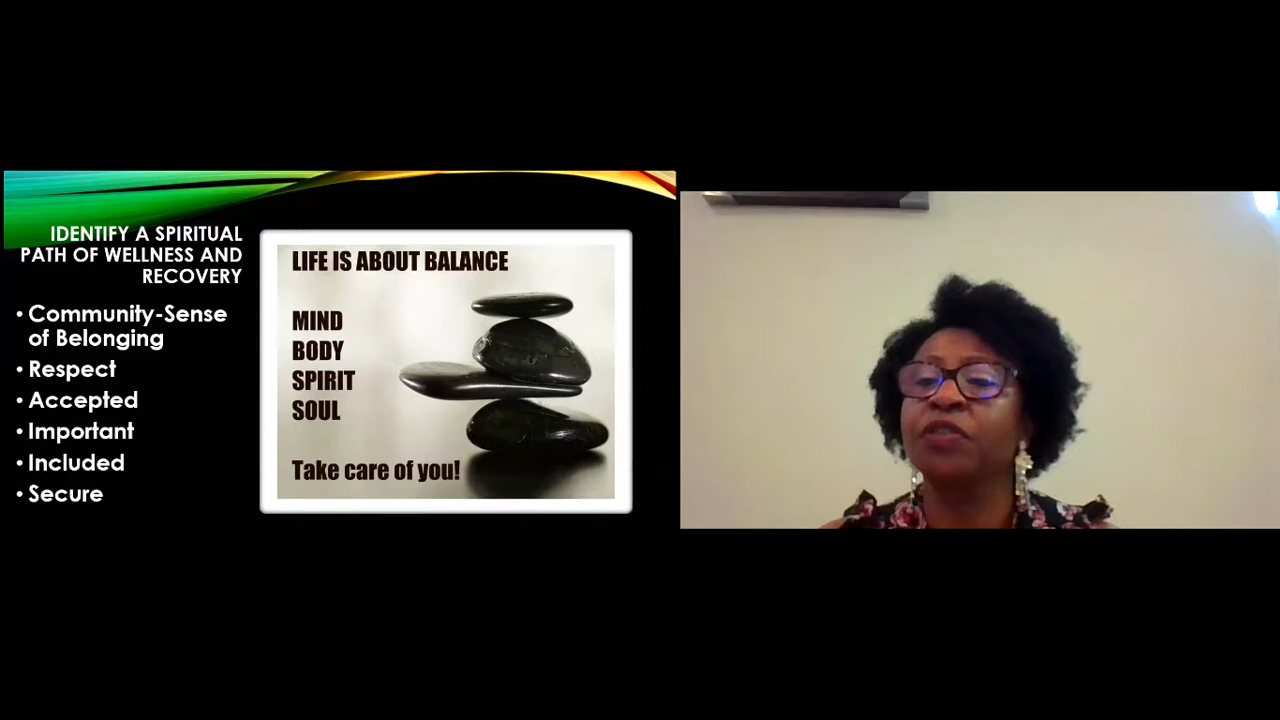 IDENTIFY A SPIRITUAL
PATH OF WELLNESS AND
RECOVERY
• Community-Sense
of Belonging
• Respect
• Accepted
• Important
• Included
• Secure
LIFE IS ABOUT BALANCE
MIND
BODY
SPIRIT
SOUL
Take care of you!